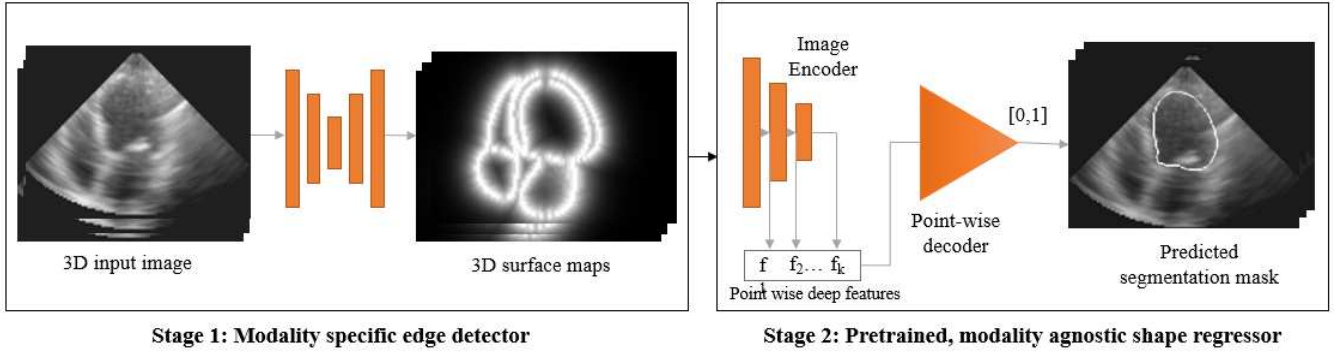 3D input image
3D surface maps
Stage 1: Modality specific edge detector
Image
Encoder
[0,1]
Point-wise
decoder
f1 f2... fk
Point wise deep features
Predicted
segmentation mask
Stage 2: Pretrained, modality agnostic shape regressor